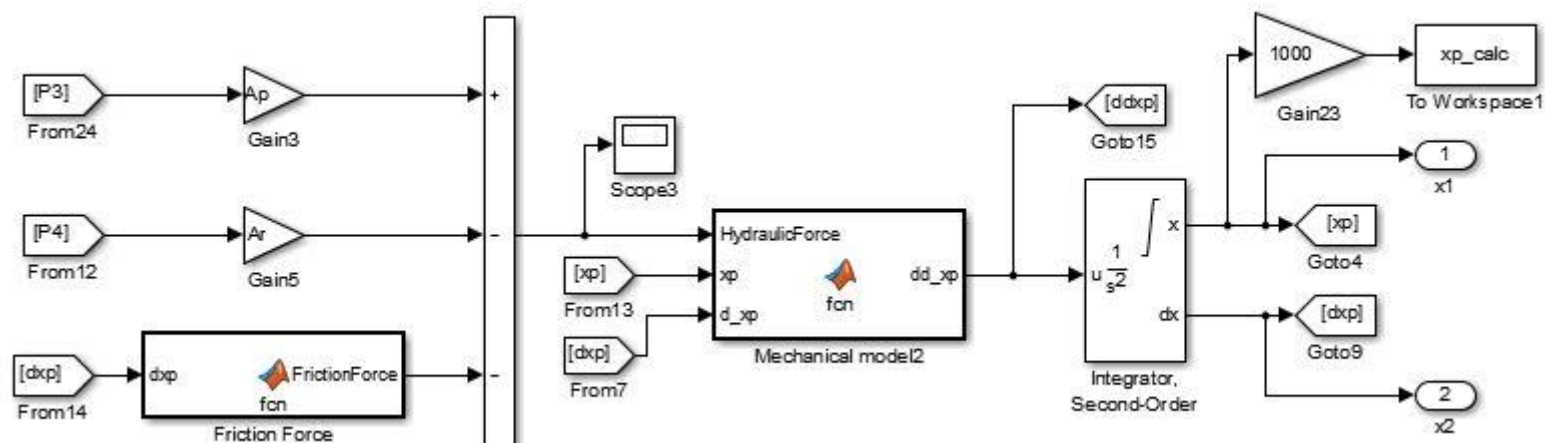 [P3]
From24
Ap
Gain3
+
[P4]
From12
Ar
Gain5
-
[dxp]
From14
dxp
FrictionForce
fcn
Friction Force
-
Scope3
[xp]
From13
[dxp]
From7
HydraulicForce
xp
d_xp
fcn
dd_xp
Mechanical model2
[ddxp]
Goto15
u
1
s2
x
dx
Integrator,
Second-Order
1000
Gain23
xp_calc
To Workspace1
1
x1
[xp]
Goto4
[dxp]
Goto9
2
x2